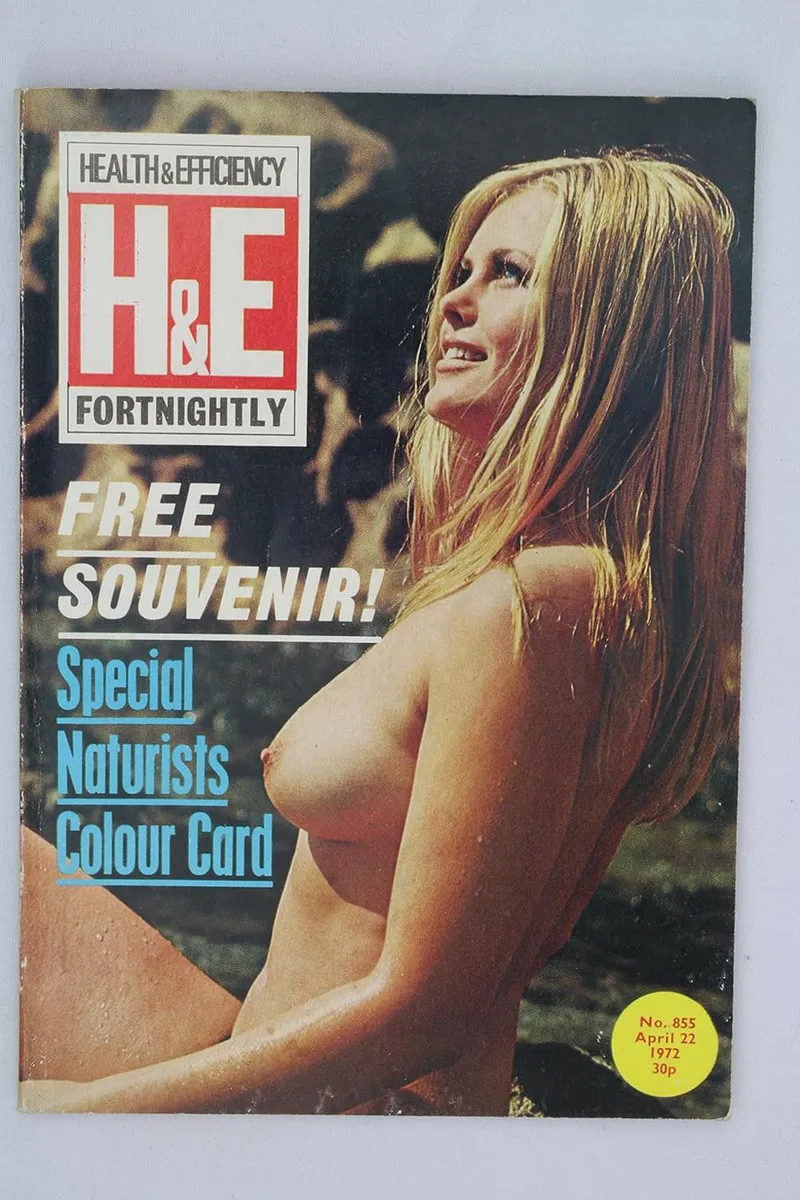 HEALTH & EFFICIENCY
H&E
FORTNIGHTLY
FREE
SOUVENIR!
Special
Naturists
Colour Card
No. 855
April 22
1972
30p